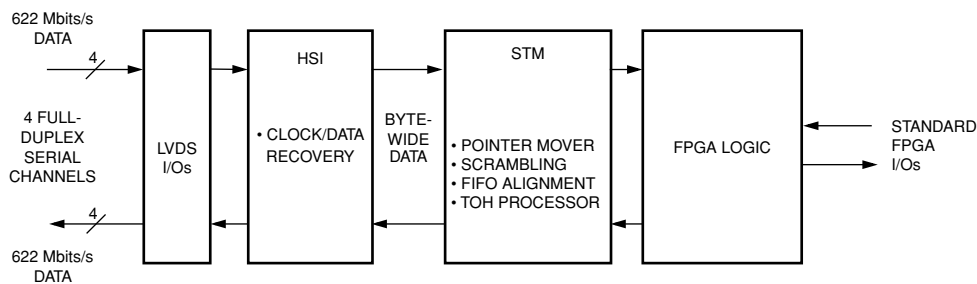 622 Mbits/s
DATA
4
4 FULL-
DUPLEX
SERIAL
CHANNELS
4
622 Mbits/s
DATA
LVDS
I/Os
HSI
• CLOCK/DATA
RECOVERY
BYTE-
WIDE
DATA
STM
• POINTER MOVER
• SCRAMBLING
• FIFO ALIGNMENT
• TOH PROCESSOR
FPGA LOGIC
STANDARD
FPGA
I/Os